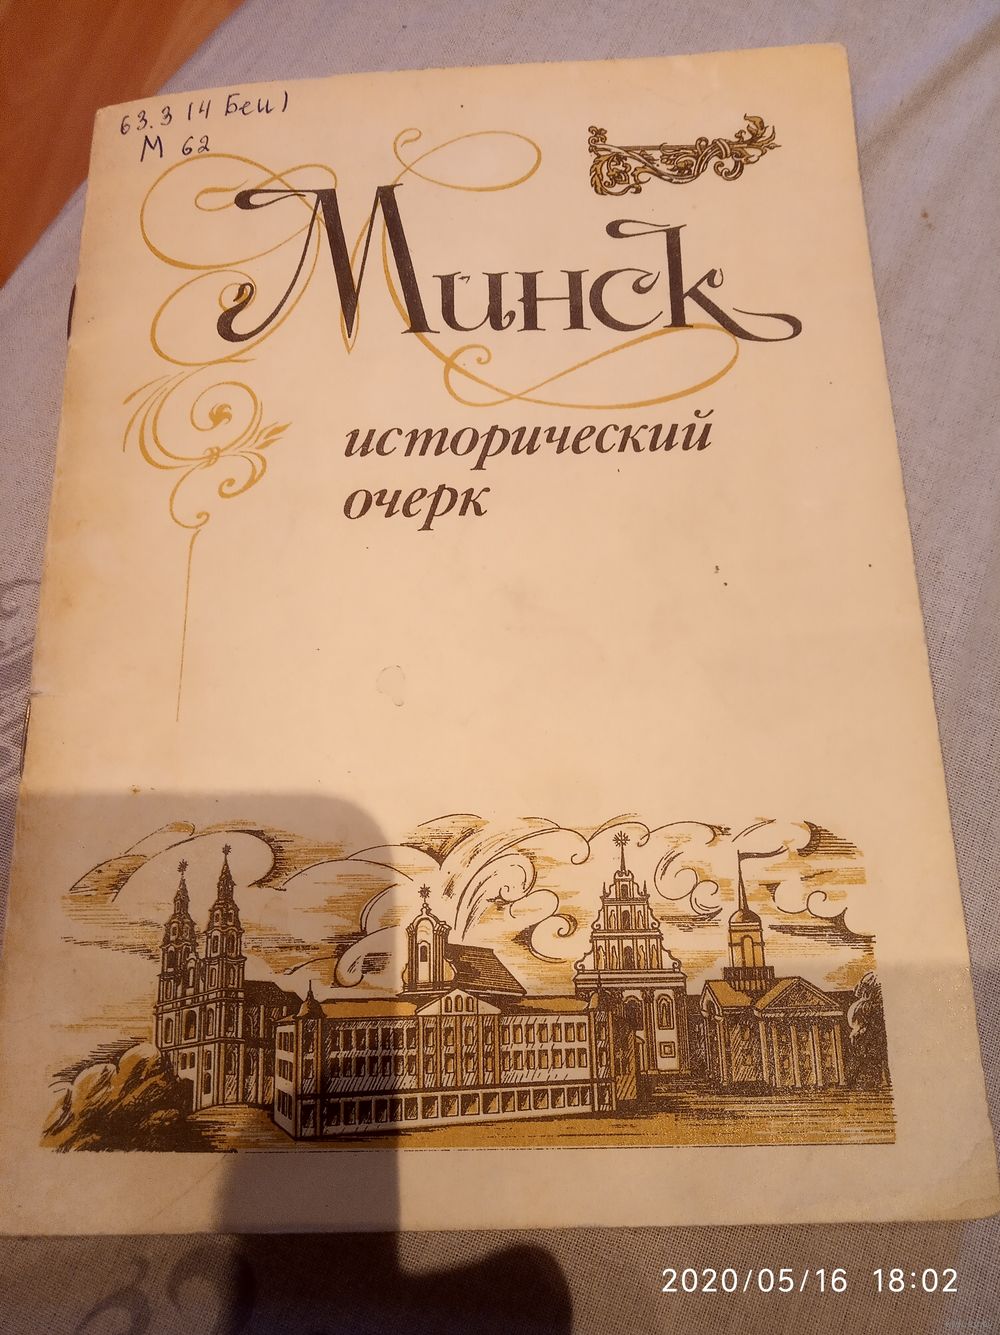 63.3 (4 Беи)
М 62
Минск
исторический
очерк
2020/05/16 18:02